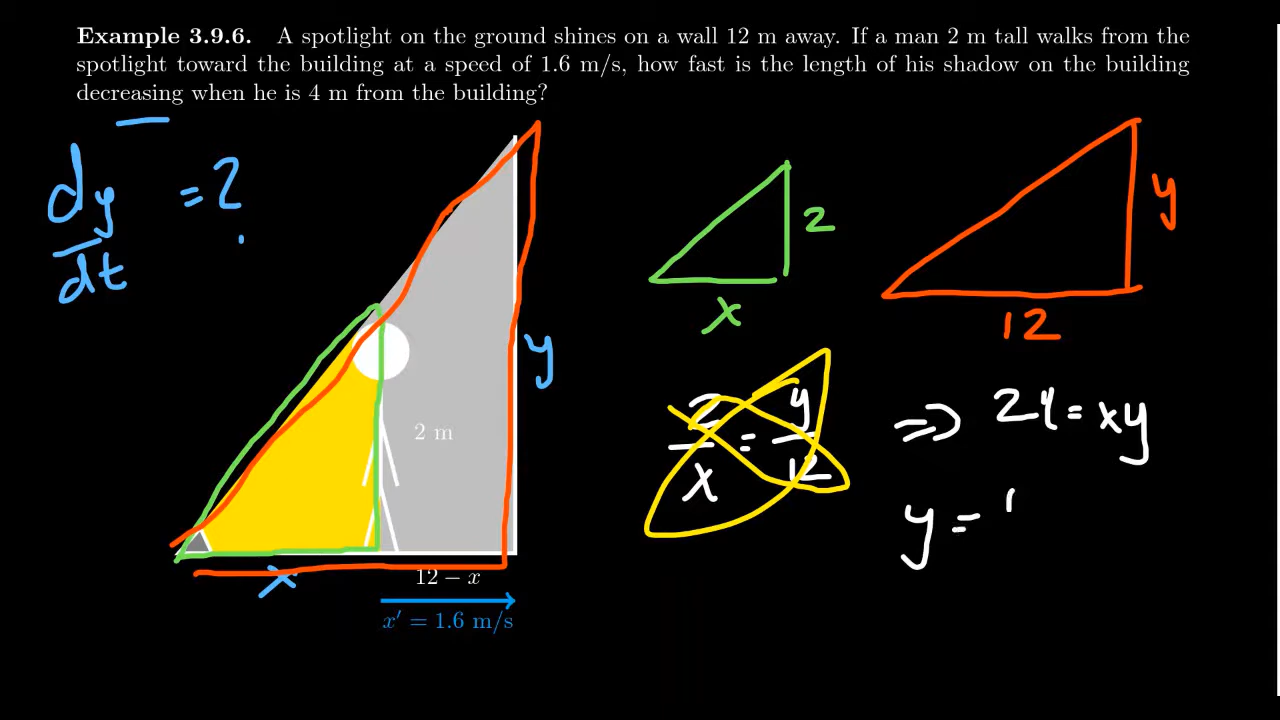 Example 3.9.6. A spotlight on the ground shines on a wall 12 m away. If a man 2 m tall walks from the
spotlight toward the building at a speed of 1.6 m/s, how fast is the length of his shadow on the building
decreasing when he is 4 m from the building?
dy/dt = ?
2 m
y
x
12 − x
x′ = 1.6 m/s
2
x
y
12
2/x = y/12
⇒ 24 = xy
y =